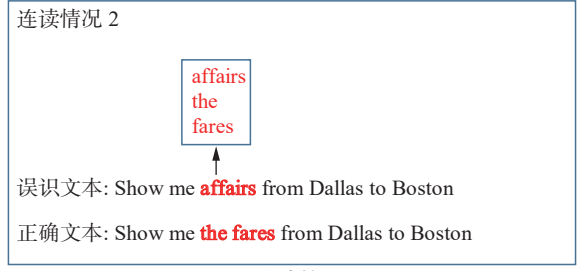 连读情况 2
affairs
the
fares
误识文本: Show me affairs from Dallas to Boston
正确文本: Show me the fares from Dallas to Boston